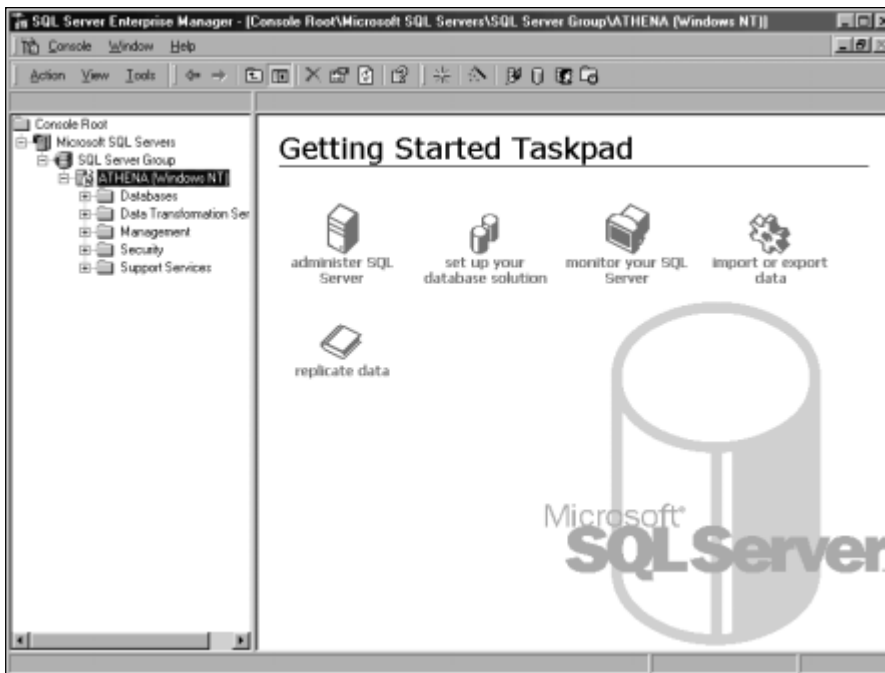 SQL Server Enterprise Manager - [Console Root\Microsoft SQL Servers\SQL Server Group\ATHENA (Windows NT)]
Console Window Help
Action View Tools
Console Root
Microsoft SQL Servers
SQL Server Group
ATHENA (Windows NT)
Databases
Data Transformation Ser
Management
Security
Support Services
Getting Started Taskpad
administer SQL Server
set up your database solution
monitor your SQL Server
import or export data
replicate data
Microsoft®
SQLServer